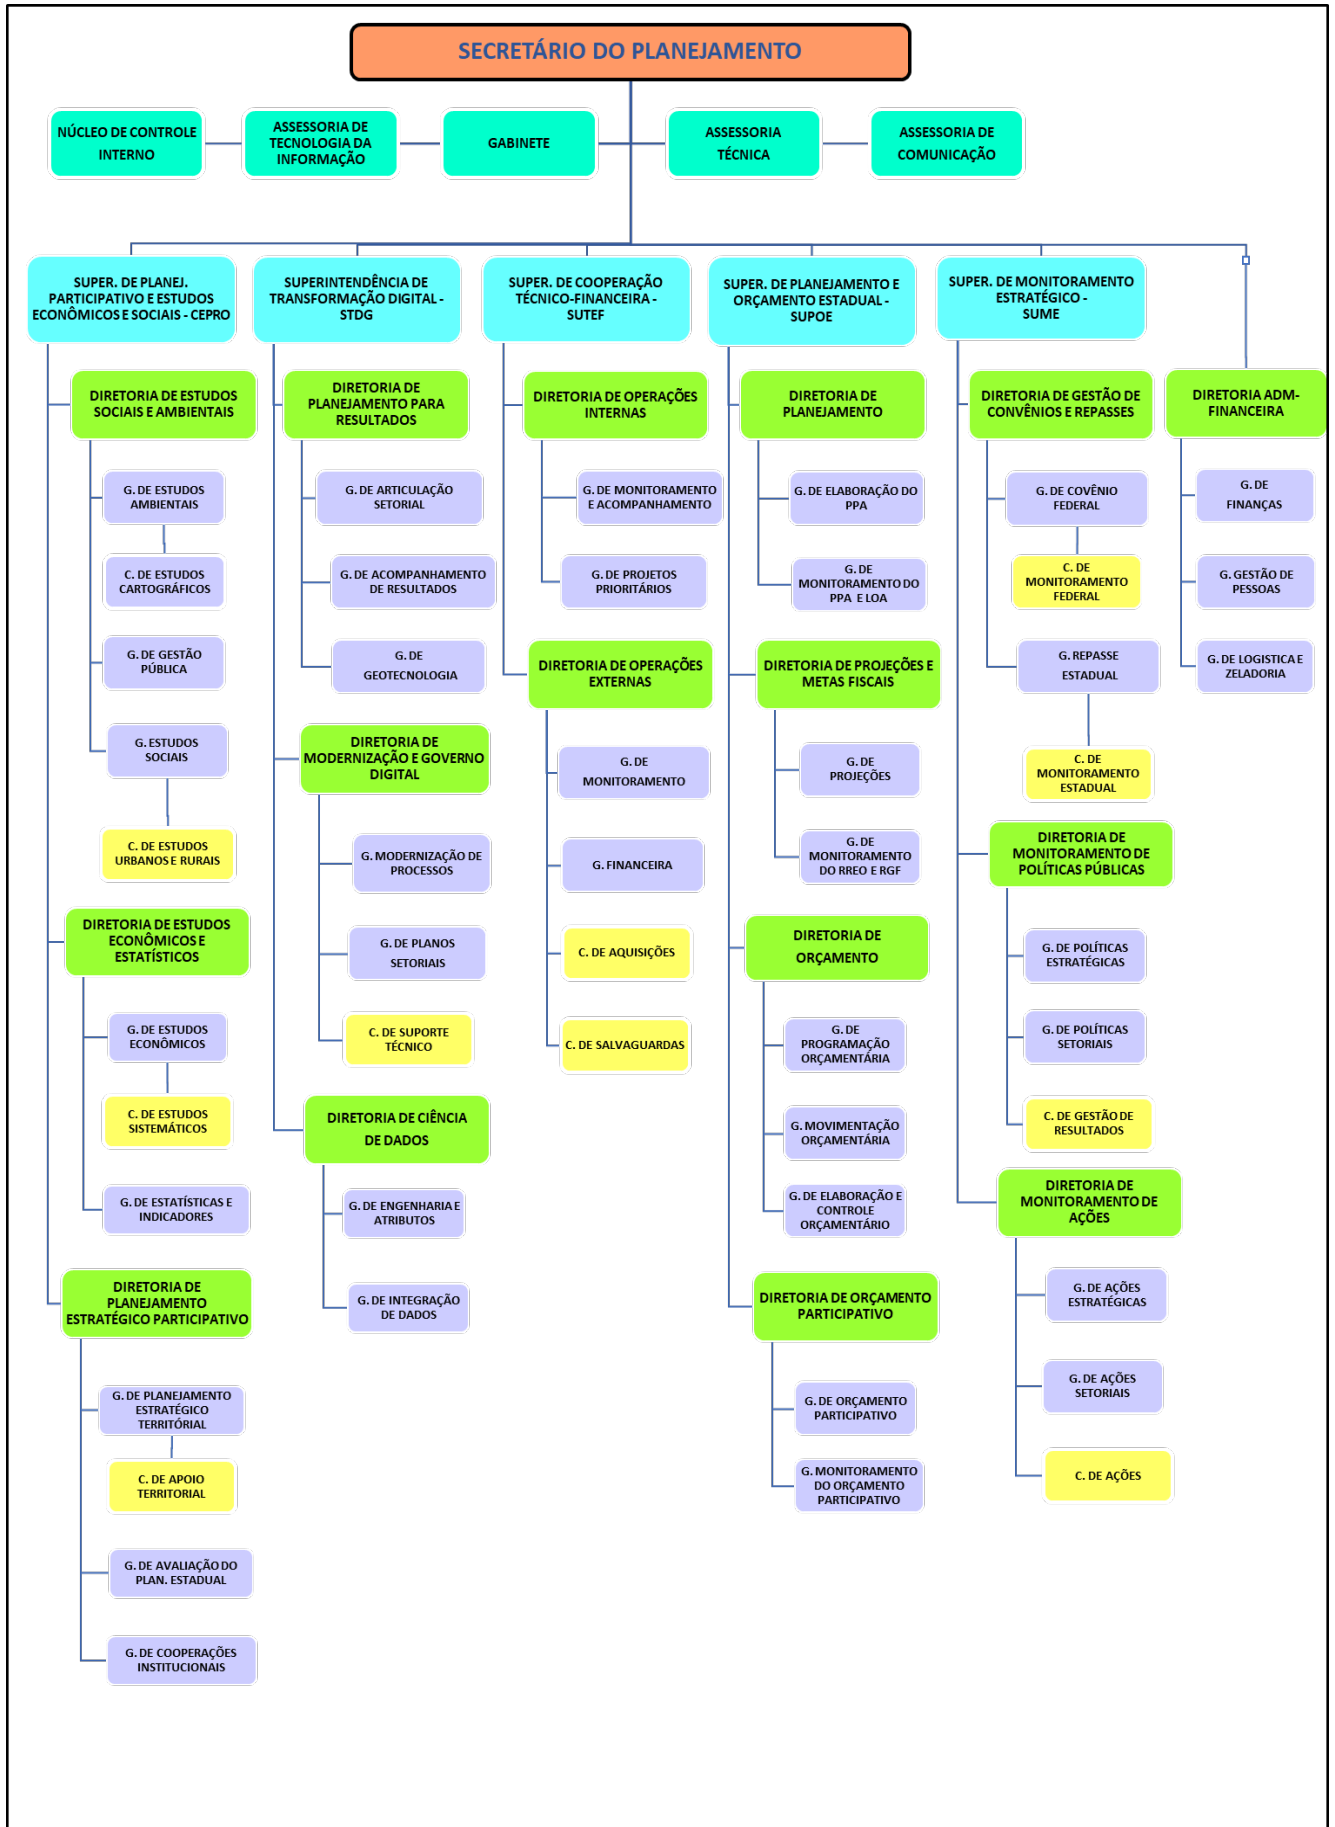 SECRETÁRIO DO PLANEJAMENTO
NÚCLEO DE CONTROLE
INTERNO
ASSESSORIA DE
TECNOLOGIA DA
INFORMAÇÃO
GABINETE
ASSESSORIA
TÉCNICA
ASSESSORIA DE
COMUNICAÇÃO
SUPER. DE PLANEJ.
PARTICIPATIVO E ESTUDOS
ECONÔMICOS E SOCIAIS - CEPRO
DIRETORIA DE ESTUDOS
SOCIAIS E AMBIENTAIS
G. DE ESTUDOS
AMBIENTAIS
C. DE ESTUDOS
CARTOGRÁFICOS
G. DE GESTÃO
PÚBLICA
G. ESTUDOS
SOCIAIS
C. DE ESTUDOS
URBANOS E RURAIS
DIRETORIA DE ESTUDOS
ECONÔMICOS E
ESTATÍSTICOS
G. DE ESTUDOS
ECONÔMICOS
C. DE ESTUDOS
SISTEMÁTICOS
G. DE ESTATÍSTICAS E
INDICADORES
DIRETORIA DE
PLANEJAMENTO
ESTRATÉGICO PARTICIPATIVO
G. DE PLANEJAMENTO
ESTRATÉGICO
TERRITÓRIAL
C. DE APOIO
TERRITORIAL
G. DE AVALIAÇÃO DO
PLAN. ESTADUAL
G. DE COOPERAÇÕES
INSTITUCIONAIS
SUPERINTENDÊNCIA DE
TRANSFORMAÇÃO DIGITAL -
STDG
DIRETORIA DE
PLANEJAMENTO PARA
RESULTADOS
G. DE ARTICULAÇÃO
SETORIAL
G. DE ACOMPANHAMENTO
DE RESULTADOS
G. DE
GEOTECNOLOGIA
DIRETORIA DE
MODERNIZAÇÃO E GOVERNO
DIGITAL
G. MODERNIZAÇÃO DE
PROCESSOS
G. DE PLANOS
SETORIAIS
C. DE SUPORTE
TÉCNICO
DIRETORIA DE CIÊNCIA
DE DADOS
G. DE ENGENHARIA E
ATRIBUTOS
G. DE INTEGRAÇÃO
DE DADOS
SUPER. DE COOPERAÇÃO
TÉCNICO-FINANCEIRA -
SUTEF
DIRETORIA DE OPERAÇÕES
INTERNAS
G. DE MONITORAMENTO
E ACOMPANHAMENTO
G. DE PROJETOS
PRIORITÁRIOS
DIRETORIA DE OPERAÇÕES
EXTERNAS
G. DE
MONITORAMENTO
G. FINANCEIRA
C. DE AQUISIÇÕES
C. DE SALVAGUARDAS
SUPER. DE PLANEJAMENTO E
ORÇAMENTO ESTADUAL -
SUPOE
DIRETORIA DE
PLANEJAMENTO
G. DE ELABORAÇÃO DO
PPA
G. DE
MONITORAMENTO DO
PPA E LOA
DIRETORIA DE PROJEÇÕES E
METAS FISCAIS
G. DE
PROJEÇÕES
G. DE
MONITORAMENTO
DO RREO E RGF
DIRETORIA DE
ORÇAMENTO
G. DE
PROGRAMAÇÃO
ORÇAMENTÁRIA
G. MOVIMENTAÇÃO
ORÇAMENTÁRIA
G. DE ELABORAÇÃO E
CONTROLE
ORÇAMENTÁRIO
DIRETORIA DE ORÇAMENTO
PARTICIPATIVO
G. DE ORÇAMENTO
PARTICIPATIVO
G. MONITORAMENTO
DO ORÇAMENTO
PARTICIPATIVO
SUPER. DE MONITORAMENTO
ESTRATÉGICO -
SUME
DIRETORIA DE GESTÃO DE
CONVÊNIOS E REPASSES
G. DE COVÊNIO
FEDERAL
C. DE
MONITORAMENTO
FEDERAL
G. REPASSE
ESTADUAL
C. DE
MONITORAMENTO
ESTADUAL
DIRETORIA DE
MONITORAMENTO DE
POLÍTICAS PÚBLICAS
G. DE POLÍTICAS
ESTRATÉGICAS
G. DE POLÍTICAS
SETORIAIS
C. DE GESTÃO DE
RESULTADOS
DIRETORIA DE
MONITORAMENTO DE
AÇÕES
G. DE AÇÕES
ESTRATÉGICAS
G. DE AÇÕES
SETORIAIS
C. DE AÇÕES
DIRETORIA ADM-
FINANCEIRA
G. DE
FINANÇAS
G. GESTÃO DE
PESSOAS
G. DE LOGISTICA E
ZELADORIA